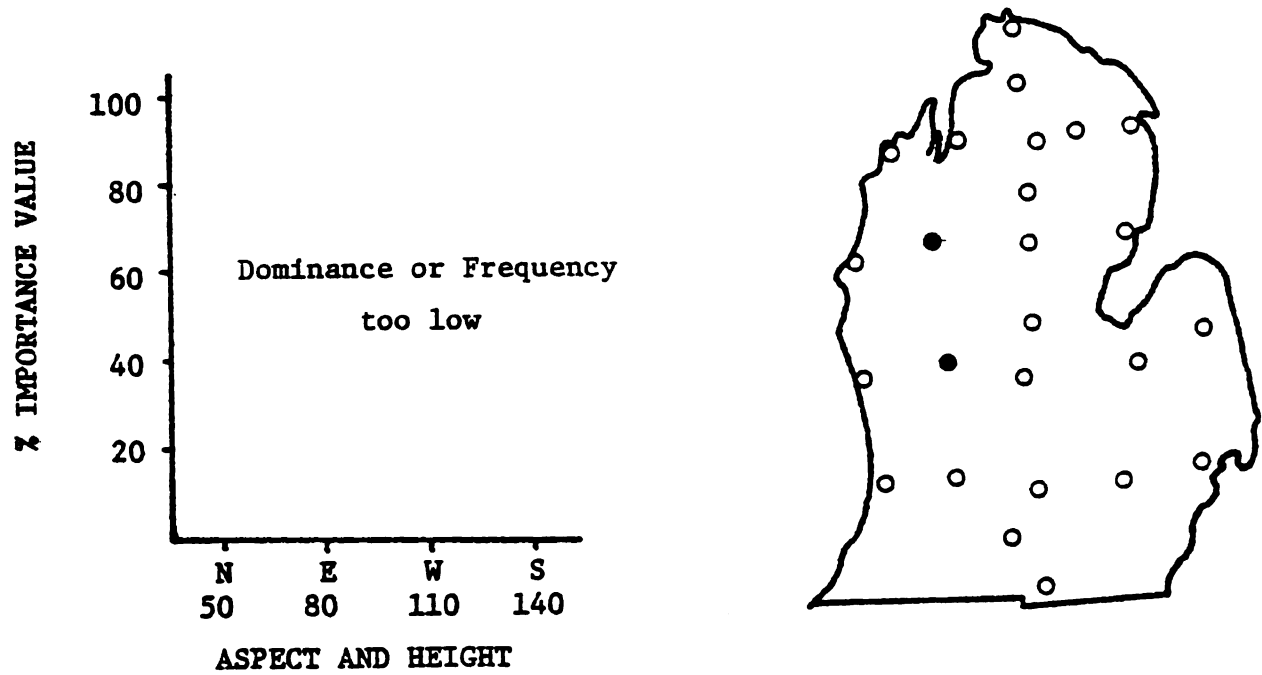 % IMPORTANCE VALUE
100
80
60
40
20
Dominance or Frequency
too low
N E W S
50 80 110 140
ASPECT AND HEIGHT